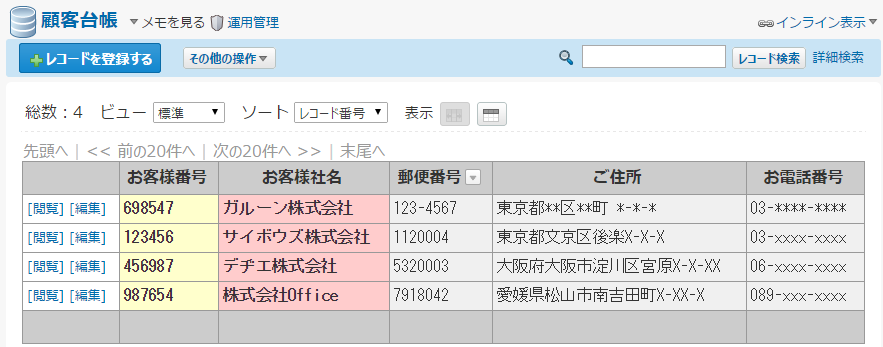 顧客台帳 メモを見る 運用管理 インライン表示
レコードを登録する その他の操作 レコード検索 詳細検索
総数：4 ビュー 標準 ソート レコード番号 表示
先頭へ | << 前の20件へ | 次の20件へ >> | 末尾へ
お客様番号 お客様社名 郵便番号 ご住所 お電話番号
[閲覧] [編集] 698547 ガルーン株式会社 123-4567 東京都**区**町 *-*-* 03-****-****
[閲覧] [編集] 123456 サイボウズ株式会社 1120004 東京都文京区後楽X-X-X 03-xxxx-xxxx
[閲覧] [編集] 456987 デヂエ株式会社 5320003 大阪府大阪市淀川区宮原X-X-XX 06-xxxx-xxxx
[閲覧] [編集] 987654 株式会社Office 7918042 愛媛県松山市南吉田町X-XX-X 089-xxx-xxxx